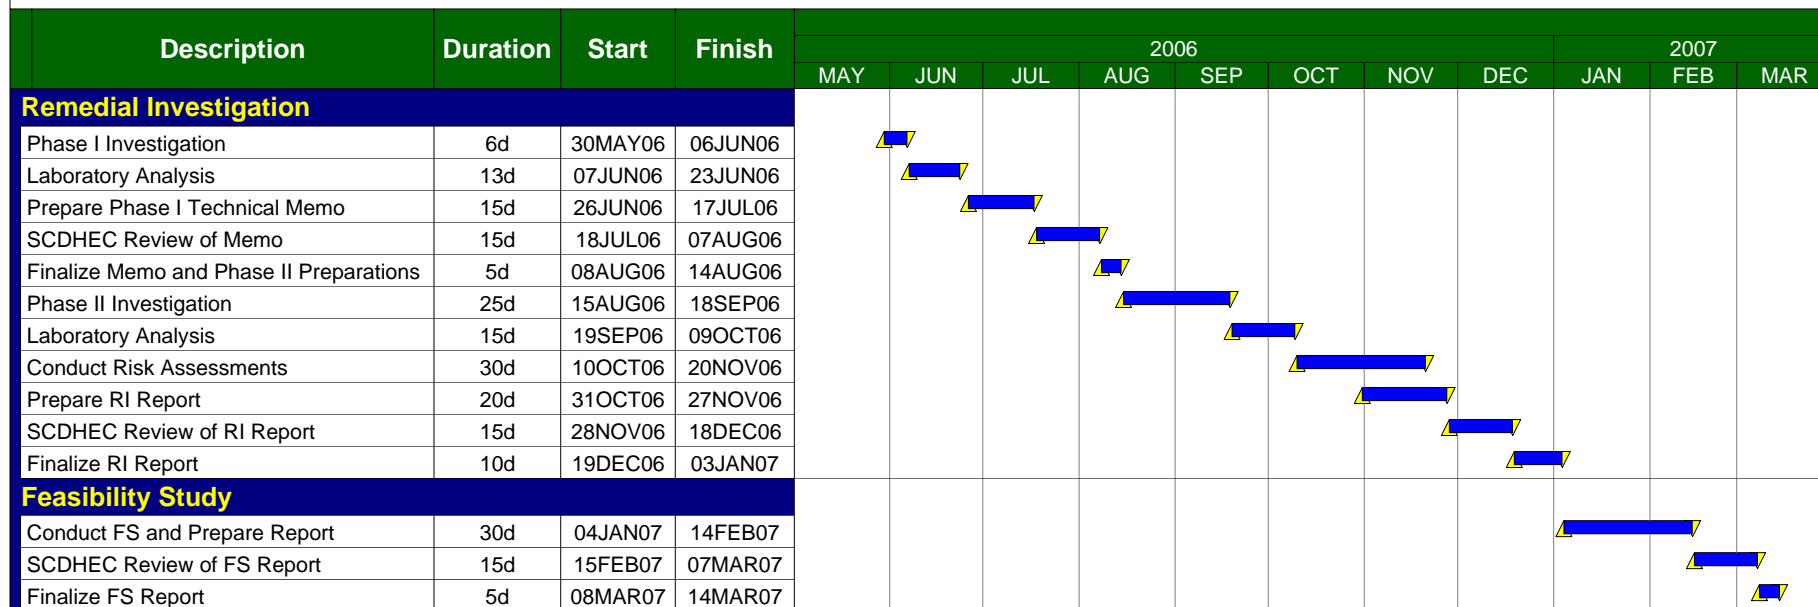 Description Duration Start Finish
2006 2007
MAY JUN JUL AUG SEP OCT NOV DEC JAN FEB MAR
Remedial Investigation
Phase I Investigation 6d 30MAY06 06JUN06
Laboratory Analysis 13d 07JUN06 23JUN06
Prepare Phase I Technical Memo 15d 26JUN06 17JUL06
SCDHEC Review of Memo 15d 18JUL06 07AUG06
Finalize Memo and Phase II Preparations 5d 08AUG06 14AUG06
Phase II Investigation 25d 15AUG06 18SEP06
Laboratory Analysis 15d 19SEP06 09OCT06
Conduct Risk Assessments 30d 10OCT06 20NOV06
Prepare RI Report 20d 31OCT06 27NOV06
SCDHEC Review of RI Report 15d 28NOV06 18DEC06
Finalize RI Report 10d 19DEC06 03JAN07
Feasibility Study
Conduct FS and Prepare Report 30d 04JAN07 14FEB07
SCDHEC Review of FS Report 15d 15FEB07 07MAR07
Finalize FS Report 5d 08MAR07 14MAR07